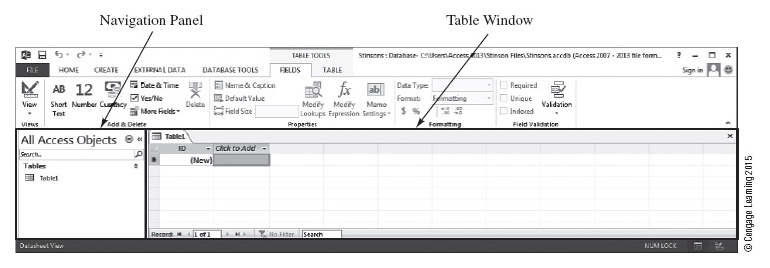 Navigation Panel
Table Window
TABLE TOOLS
Stinsons : Database- C:\Users\Access 2013\Stinson Files\Stinsons.accdb (Access 2007 - 2013 file form...
FILE HOME CREATE EXTERNAL DATA DATABASE TOOLS FIELDS TABLE
Sign in
View
Views
AB Short Text
12 Number
Currency
Date & Time
Yes/No
More Fields
Delete
Add & Delete
Name & Caption
Default Value
Field Size
Modify Lookups
fx Modify Expression
ab Memo Settings
Properties
Data Type:
Format: Formatting
$ %
Formatting
Required
Unique
Indexed
Validation
Field Validation
All Access Objects
Search...
Tables
Table1
Table1
ID Click to Add
(New)
Record: 1 of 1 No Filter Search
Datasheet View
NUM LOCK
© Cengage Learning 2015